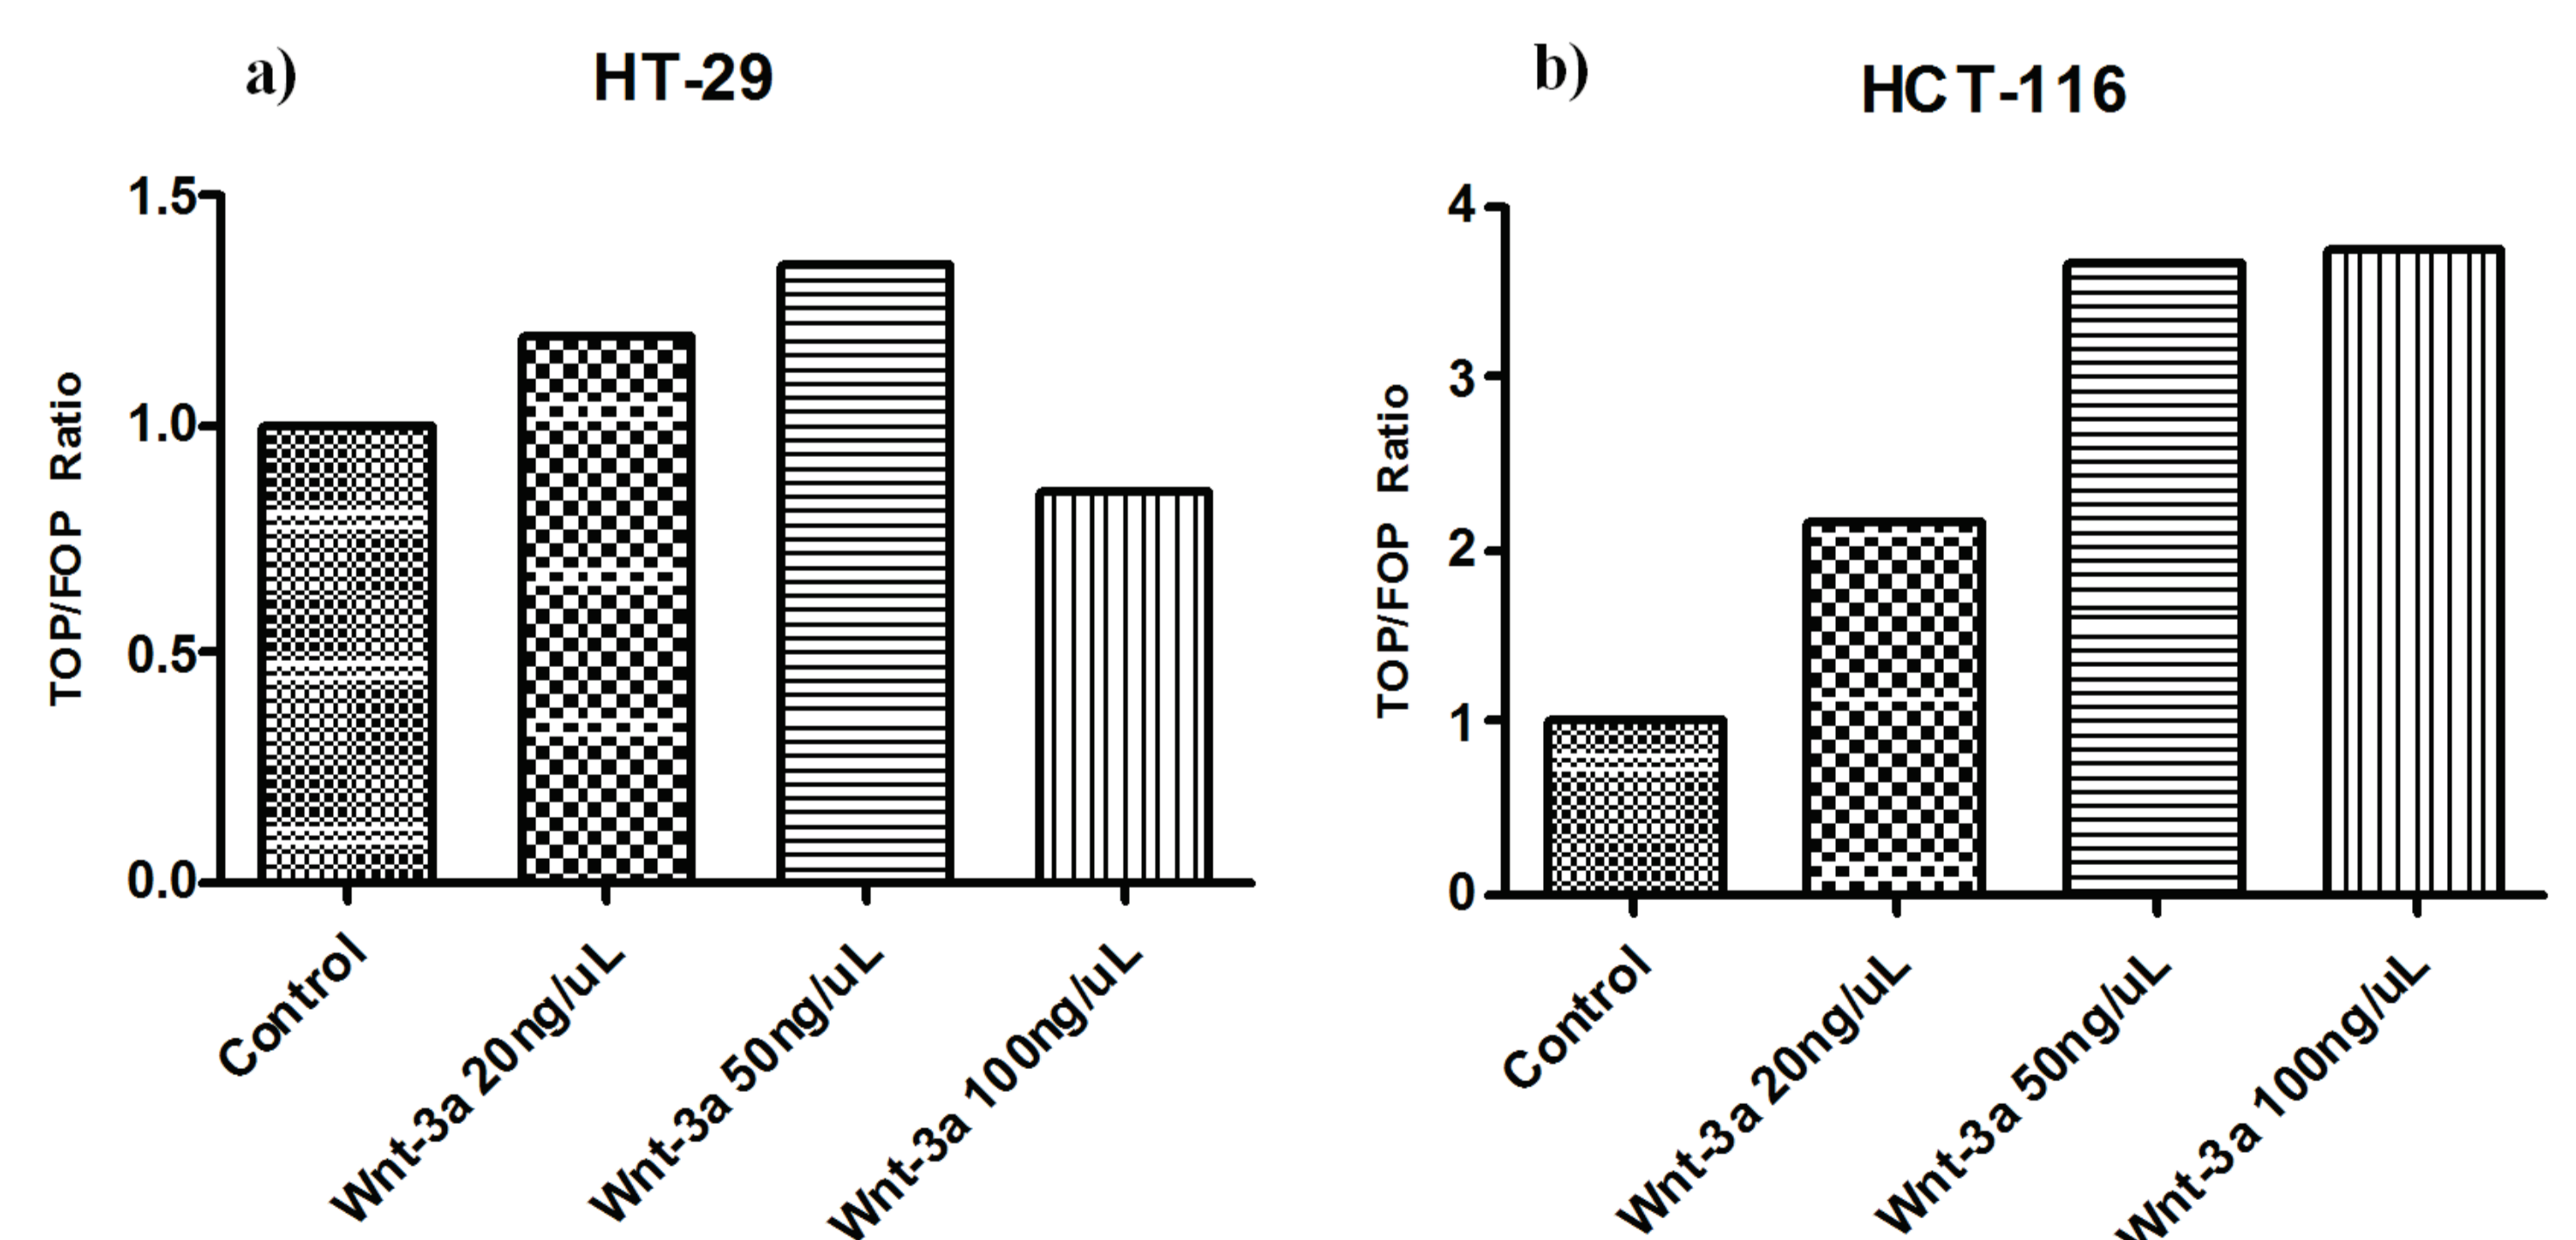 a)
HT-29
TOP/FOP Ratio
1.5
1.0
0.5
0.0
Control
Wnt-3a 20ng/uL
Wnt-3a 50ng/uL
Wnt-3a 100ng/uL
b)
HCT-116
TOP/FOP Ratio
4
3
2
1
0
Control
Wnt-3a 20ng/uL
Wnt-3a 50ng/uL
Wnt-3a 100ng/uL